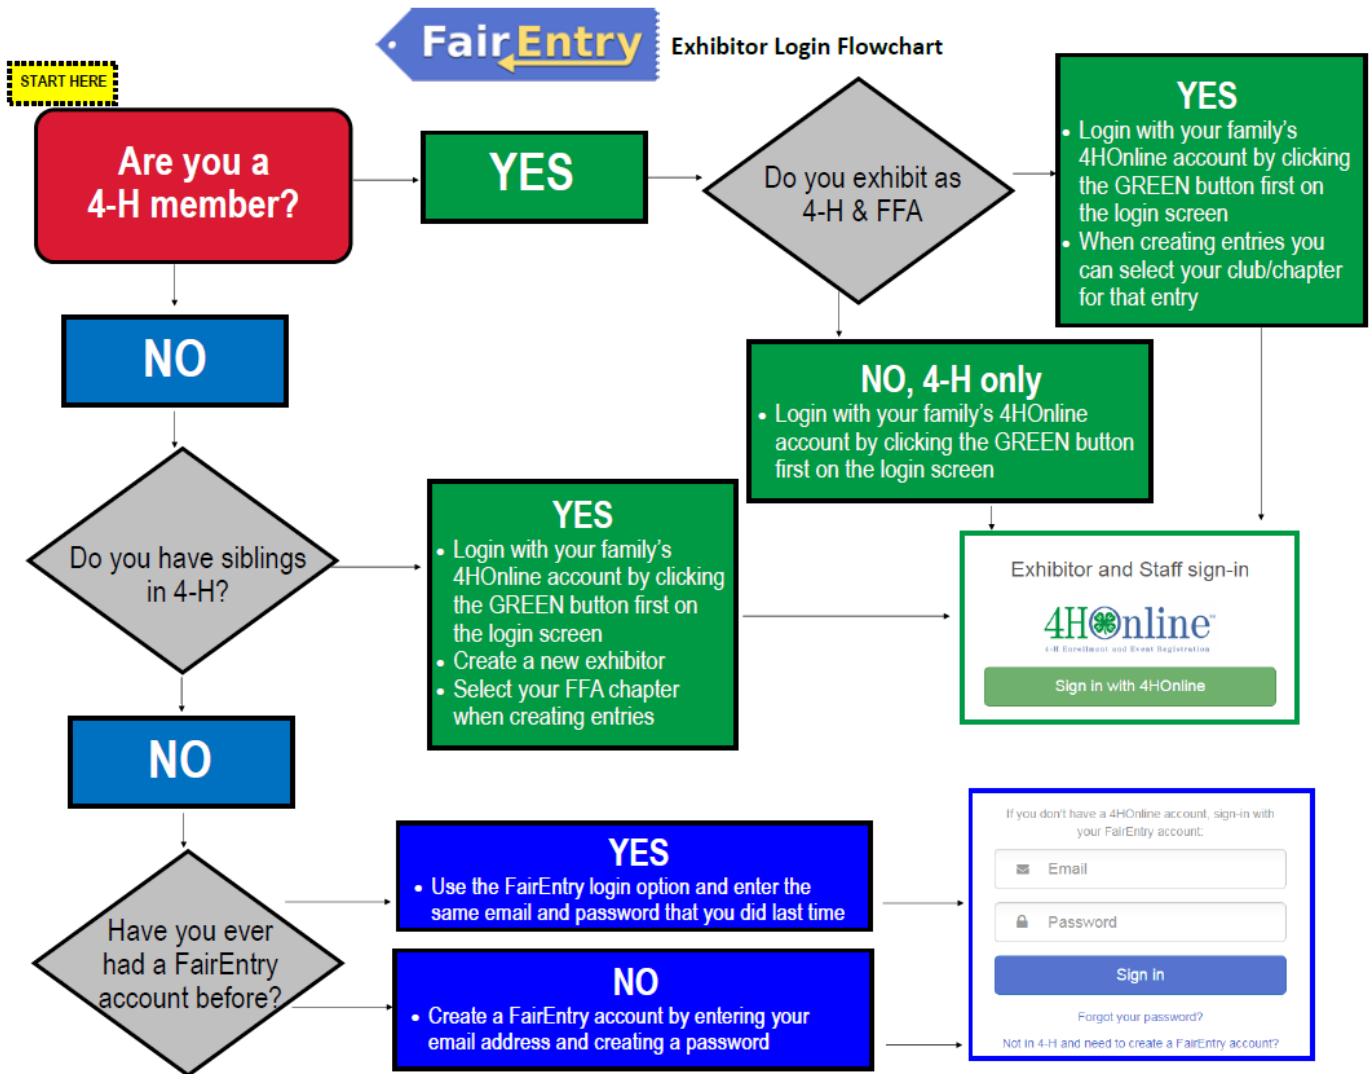 FairEntry
Exhibitor Login Flowchart
START HERE
Are you a
4-H member?
YES
Do you exhibit as
4-H & FFA
YES
• Login with your family's
4HOnline account by clicking
the GREEN button first on
the login screen
• When creating entries you
can select your club/chapter
for that entry
NO
NO, 4-H only
• Login with your family's 4HOnline
account by clicking the GREEN button
first on the login screen
Do you have siblings
in 4-H?
YES
• Login with your family's
4HOnline account by clicking
the GREEN button first on
the login screen
• Create a new exhibitor
• Select your FFA chapter
when creating entries
Exhibitor and Staff sign-in
4HOnline
4-H Enrollment and Event Registration
Sign in with 4HOnline
NO
Have you ever
had a FairEntry
account before?
YES
• Use the FairEntry login option and enter the
same email and password that you did last time
NO
• Create a FairEntry account by entering your
email address and creating a password
If you don't have a 4HOnline account, sign-in with
your FairEntry account:
Email
Password
Sign in
Forgot your password?
Not in 4-H and need to create a FairEntry account?